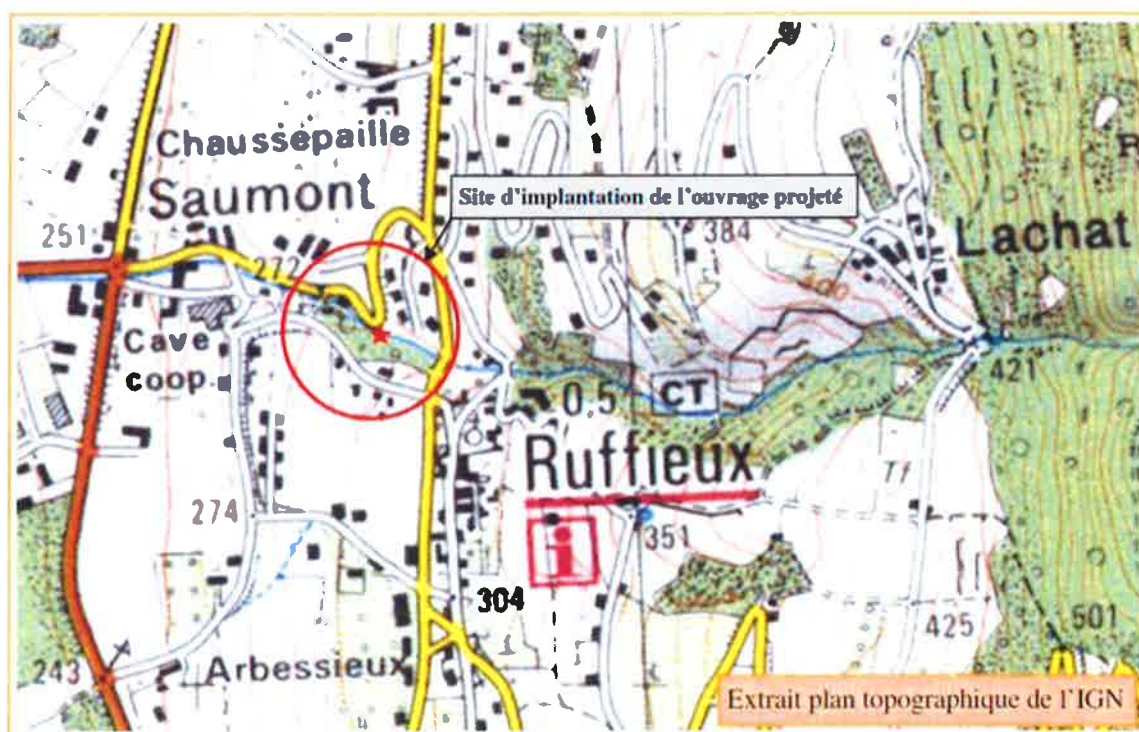 Chaussepaille
Saumont
Site d'implantation de l'ouvrage projeté
251
272
384
Lachat
400
Cave
coop.
421
0.5
CT
Ruffieux
Tf
274
i
351
304
425
501
243
Arbessieux
Extrait plan topographique de l'IGN